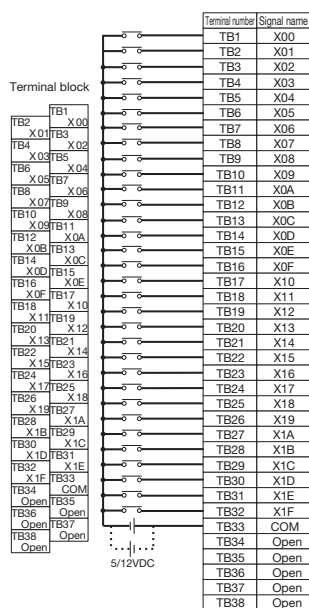 Terminal block
TB1
X00
TB2
X01
TB3
X02
TB4
X03
TB5
X04
TB6
X05
TB7
X06
TB8
X07
TB9
X08
TB10
X09
TB11
X0A
TB12
X0B
TB13
X0C
TB14
X0D
TB15
X0E
TB16
X0F
TB17
X10
TB18
X11
TB19
X12
TB20
X13
TB21
X14
TB22
X15
TB23
X16
TB24
X17
TB25
X18
TB26
X19
TB27
X1A
TB28
X1B
TB29
X1C
TB30
X1D
TB31
X1E
TB32
X1F
TB33
COM
TB34
Open
TB35
Open
TB36
Open
TB37
Open
TB38
Open
5/12VDC
Terminal number Signal name
TB1 X00
TB2 X01
TB3 X02
TB4 X03
TB5 X04
TB6 X05
TB7 X06
TB8 X07
TB9 X08
TB10 X09
TB11 X0A
TB12 X0B
TB13 X0C
TB14 X0D
TB15 X0E
TB16 X0F
TB17 X10
TB18 X11
TB19 X12
TB20 X13
TB21 X14
TB22 X15
TB23 X16
TB24 X17
TB25 X18
TB26 X19
TB27 X1A
TB28 X1B
TB29 X1C
TB30 X1D
TB31 X1E
TB32 X1F
TB33 COM
TB34 Open
TB35 Open
TB36 Open
TB37 Open
TB38 Open